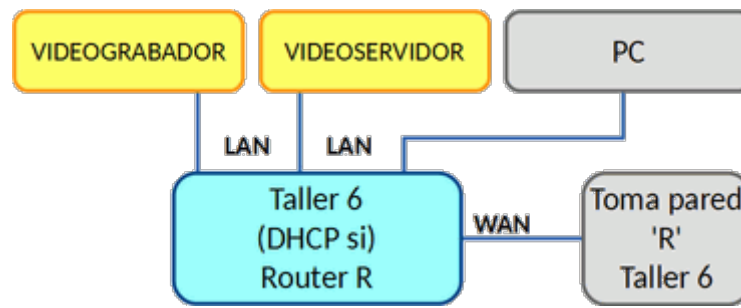 VIDEOGRABADOR
VIDEOSERVIDOR
PC
LAN
LAN
Taller 6
(DHCP si)
Router R
WAN
Toma pared
'R'
Taller 6